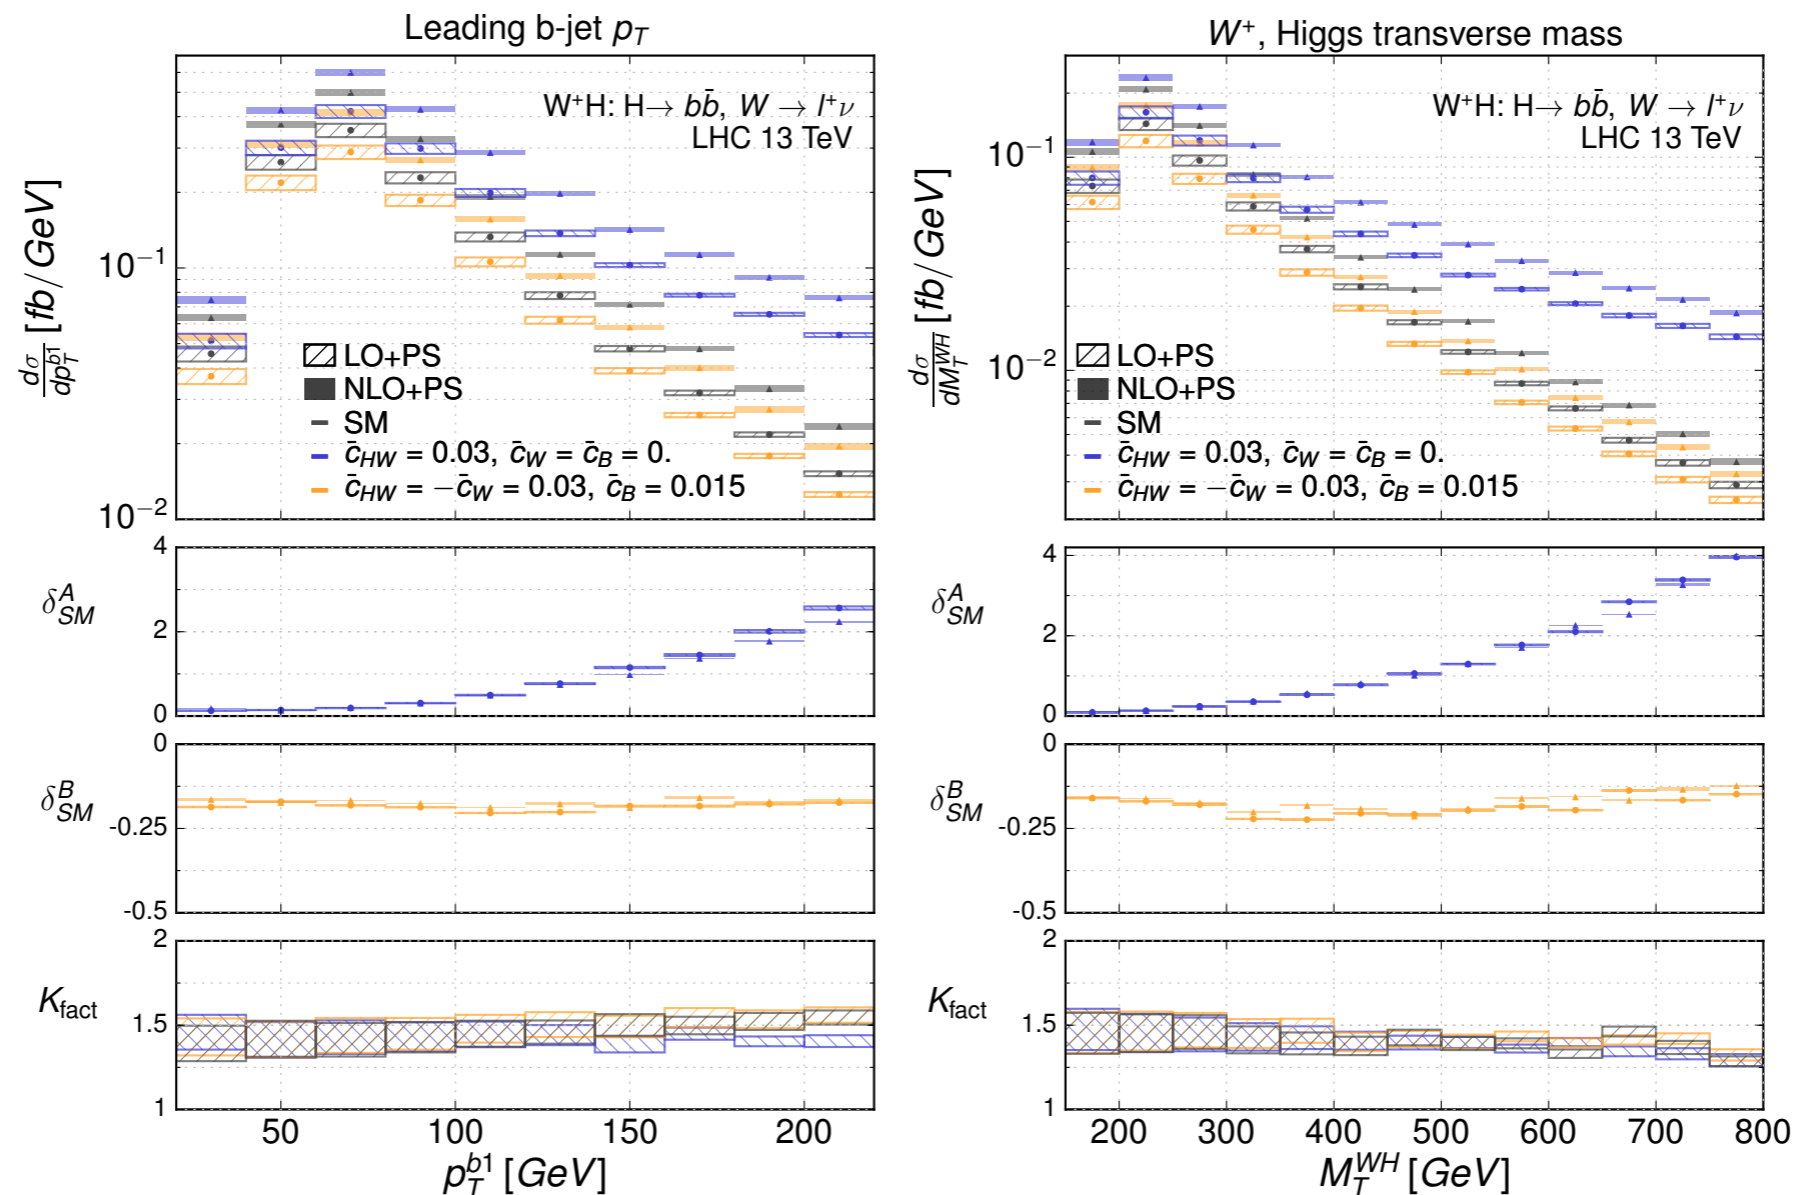 Leading b-jet p_T
W⁺H: H→ bb̄, W → l⁺ν
LHC 13 TeV
dσ/dp_T^{b1} [fb/GeV]
10⁻¹
10⁻²
LO+PS
NLO+PS
SM
c̄_HW = 0.03, c̄_W = c̄_B = 0.
c̄_HW = −c̄_W = 0.03, c̄_B = 0.015
δ^A_SM
4
2
0
δ^B_SM
0
-0.25
-0.5
K_fact
2
1.5
1
50 100 150 200
p_T^{b1} [GeV]
W⁺, Higgs transverse mass
W⁺H: H→ bb̄, W → l⁺ν
LHC 13 TeV
dσ/dM_T^{WH} [fb/GeV]
10⁻¹
10⁻²
LO+PS
NLO+PS
SM
c̄_HW = 0.03, c̄_W = c̄_B = 0.
c̄_HW = −c̄_W = 0.03, c̄_B = 0.015
δ^A_SM
4
2
0
δ^B_SM
0
-0.25
-0.5
K_fact
2
1.5
1
200 300 400 500 600 700 800
M_T^{WH} [GeV]